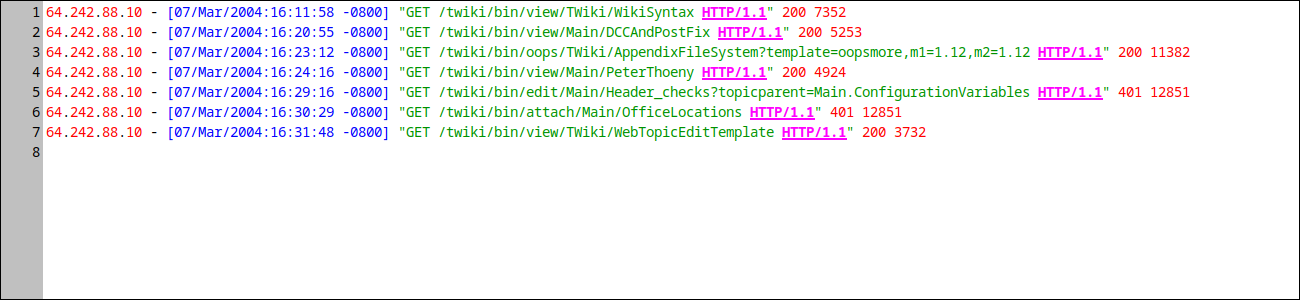 1 64.242.88.10 - [07/Mar/2004:16:11:58 -0800] "GET /twiki/bin/view/TWiki/WikiSyntax HTTP/1.1" 200 7352
2 64.242.88.10 - [07/Mar/2004:16:20:55 -0800] "GET /twiki/bin/view/Main/DCCAndPostFix HTTP/1.1" 200 5253
3 64.242.88.10 - [07/Mar/2004:16:23:12 -0800] "GET /twiki/bin/oops/TWiki/AppendixFileSystem?template=oopsmore,m1=1.12,m2=1.12 HTTP/1.1" 200 11382
4 64.242.88.10 - [07/Mar/2004:16:24:16 -0800] "GET /twiki/bin/view/Main/PeterThoeny HTTP/1.1" 200 4924
5 64.242.88.10 - [07/Mar/2004:16:29:16 -0800] "GET /twiki/bin/edit/Main/Header_checks?topicparent=Main.ConfigurationVariables HTTP/1.1" 401 12851
6 64.242.88.10 - [07/Mar/2004:16:30:29 -0800] "GET /twiki/bin/attach/Main/OfficeLocations HTTP/1.1" 401 12851
7 64.242.88.10 - [07/Mar/2004:16:31:48 -0800] "GET /twiki/bin/view/TWiki/WebTopicEditTemplate HTTP/1.1" 200 3732
8